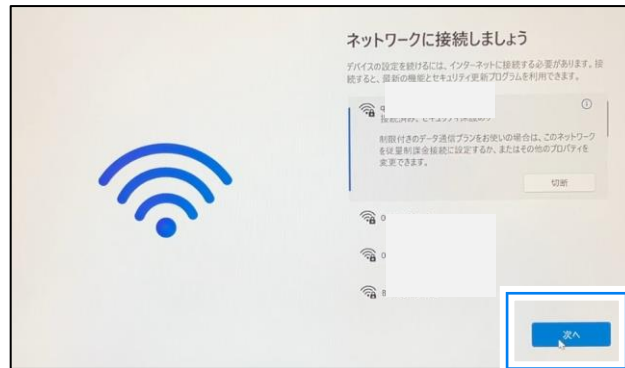 ネットワークに接続しましょう
デバイスの設定を続けるには、インターネットに接続する必要があります。接
続すると、最新の機能とセキュリティ更新プログラムを利用できます。
制限付きのデータ通信プランをお使いの場合は、このネットワーク
を従量制課金接続に設定するか、またはその他のプロパティを
変更できます。
切断
0
0
8
次へ